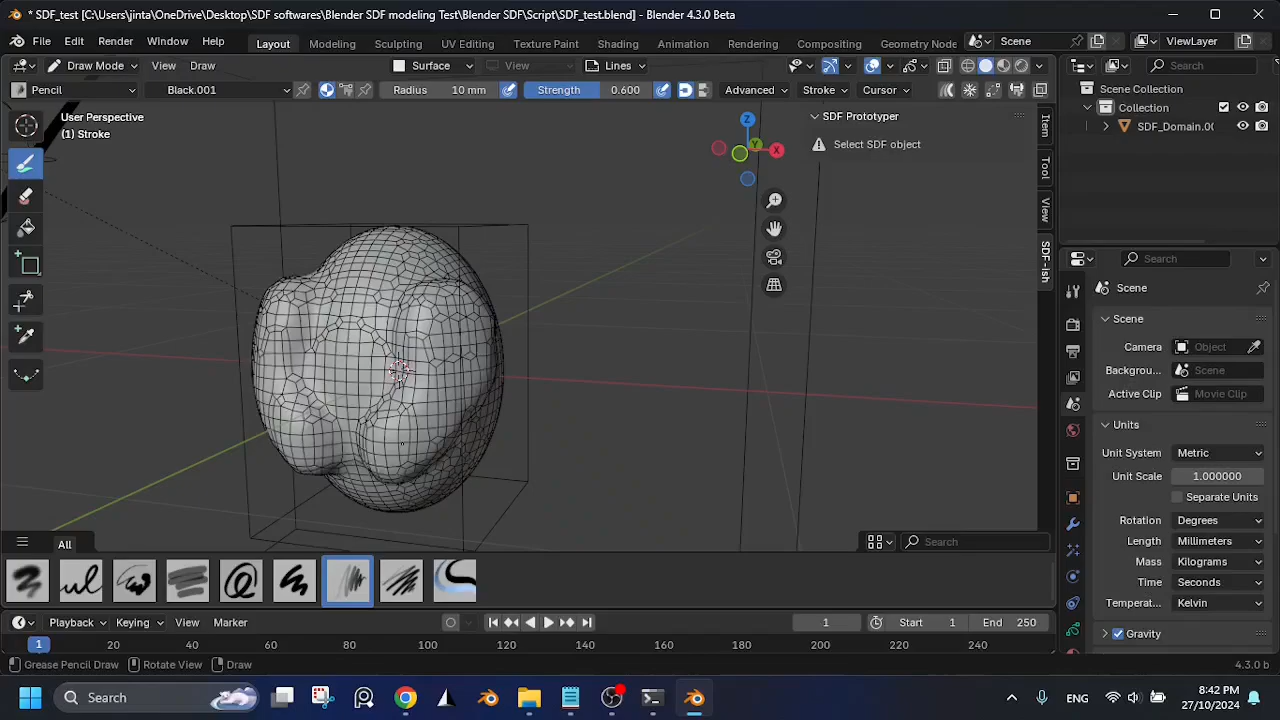 * SDF_test [C:\Users\jinta\OneDrive\Desktop\SDF softwares\Blender SDF modeling Test\Blender SDF\Script\SDF_test.blend] - Blender 4.3.0 Beta
File Edit Render Window Help Layout Modeling Sculpting UV Editing Texture Paint Shading Animation Rendering Compositing Geometry Node Scene ViewLayer
Draw Mode View Draw Surface View Lines Search
Pencil Black.001 Radius 10 mm Strength 0.600 Advanced Stroke Cursor
Scene Collection
Collection
SDF_Domain.00
User Perspective
(1) Stroke
Z
Y
X
SDF Prototyper
Select SDF object
Item
Tool
View
SDF-ish
Search
Scene
Scene
Camera Object
Backgrou... Scene
Active Clip Movie Clip
Units
Unit System Metric
Unit Scale 1.000000
Separate Units
Rotation Degrees
Length Millimeters
Mass Kilograms
Time Seconds
Temperat... Kelvin
Gravity
All Search
Playback Keying View Marker 1 Start 1 End 250
1 20 40 60 80 100 120 140 160 180 200 220 240
Grease Pencil Draw Rotate View Draw 4.3.0 b
Search ENG 8:42 PM
27/10/2024